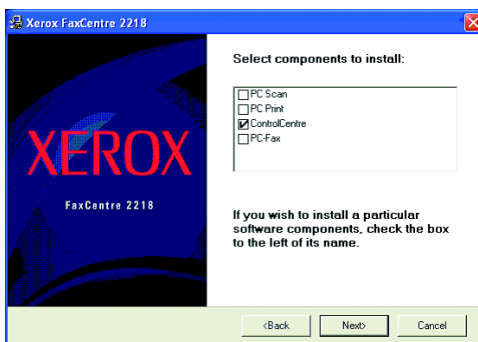 Xerox FaxCentre 2218
XEROX
FaxCentre 2218
Select components to install:
PC Scan
PC Print
ControlCentre
PC-Fax
If you wish to install a particular
software components, check the box
to the left of its name.
<Back
Next>
Cancel